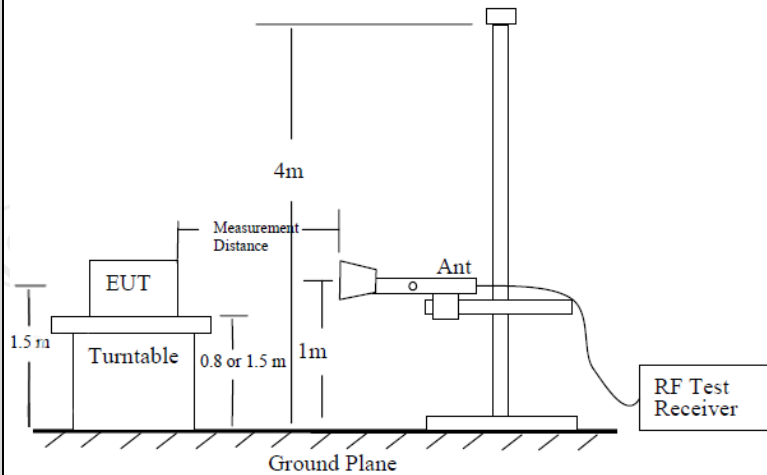 4m
Measurement
Distance
Ant
EUT
1.5 m
Turntable
0.8 or 1.5 m
1m
RF Test
Receiver
Ground Plane